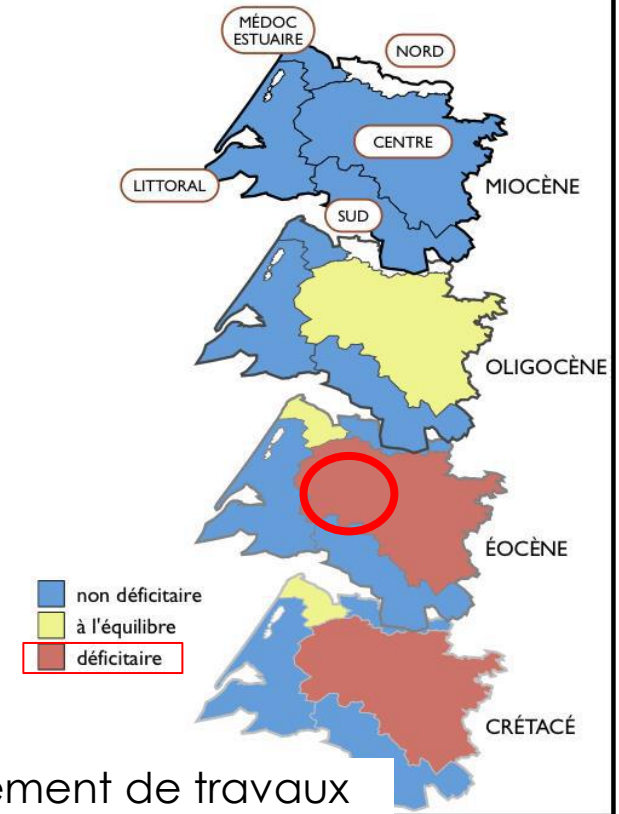 MÉDOC
ESTUAIRE
NORD
CENTRE
LITTORAL
MIOCÈNE
SUD
OLIGOCÈNE
ÉOCÈNE
non déficitaire
à l'équilibre
déficitaire
CRÉTACÉ
ement de travaux